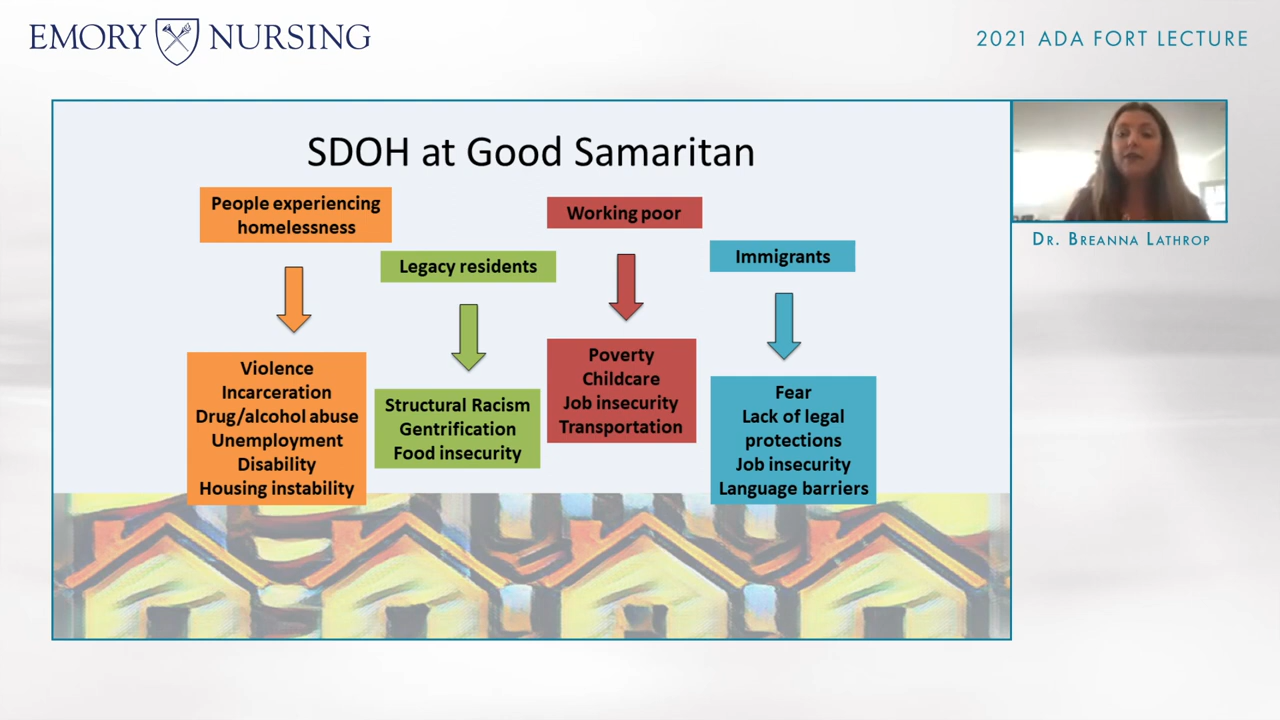 EMORY NURSING
2021 ADA FORT LECTURE
SDOH at Good Samaritan
People experiencing
homelessness
Violence
Incarceration
Drug/alcohol abuse
Unemployment
Disability
Housing instability
Legacy residents
Structural Racism
Gentrification
Food insecurity
Working poor
Poverty
Childcare
Job insecurity
Transportation
Immigrants
Fear
Lack of legal
protections
Job insecurity
Language barriers
DR. BREANNA LATHROP